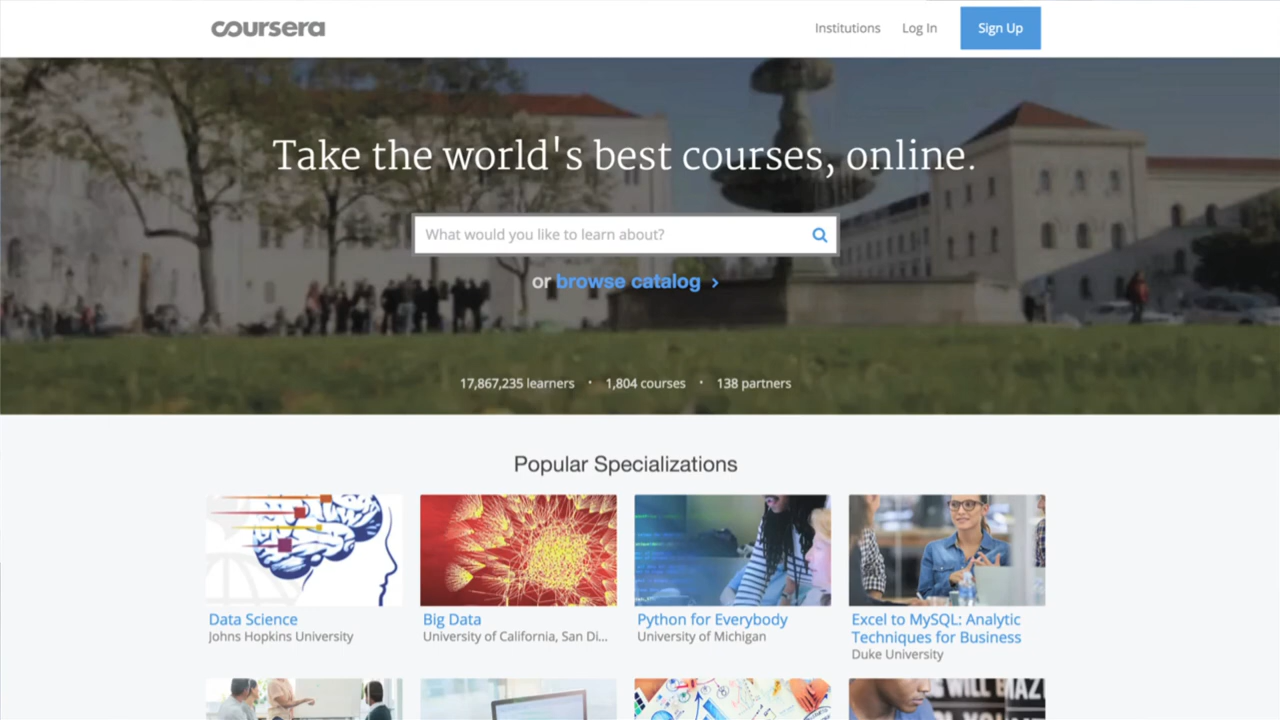 coursera
Institutions
Log In
Sign Up
Take the world's best courses, online.
What would you like to learn about?
or browse catalog ›
17,867,235 learners • 1,804 courses • 138 partners
Popular Specializations
Data Science
Johns Hopkins University
Big Data
University of California, San Di...
Python for Everybody
University of Michigan
Excel to MySQL: Analytic
Techniques for Business
Duke University